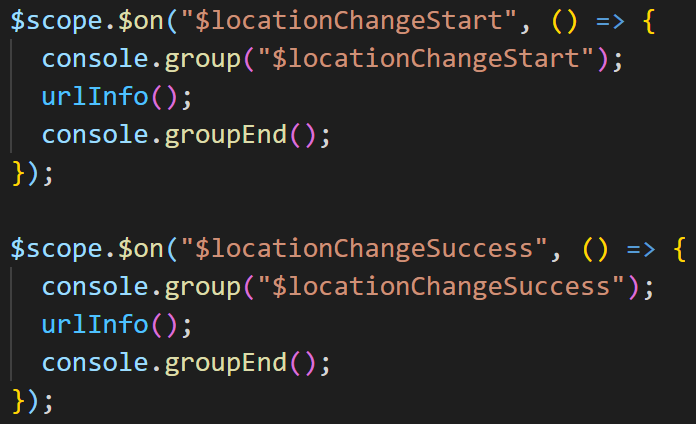 $scope.$on("$locationChangeStart", () => {
  console.group("$locationChangeStart");
  urlInfo();
  console.groupEnd();
});

$scope.$on("$locationChangeSuccess", () => {
  console.group("$locationChangeSuccess");
  urlInfo();
  console.groupEnd();
});